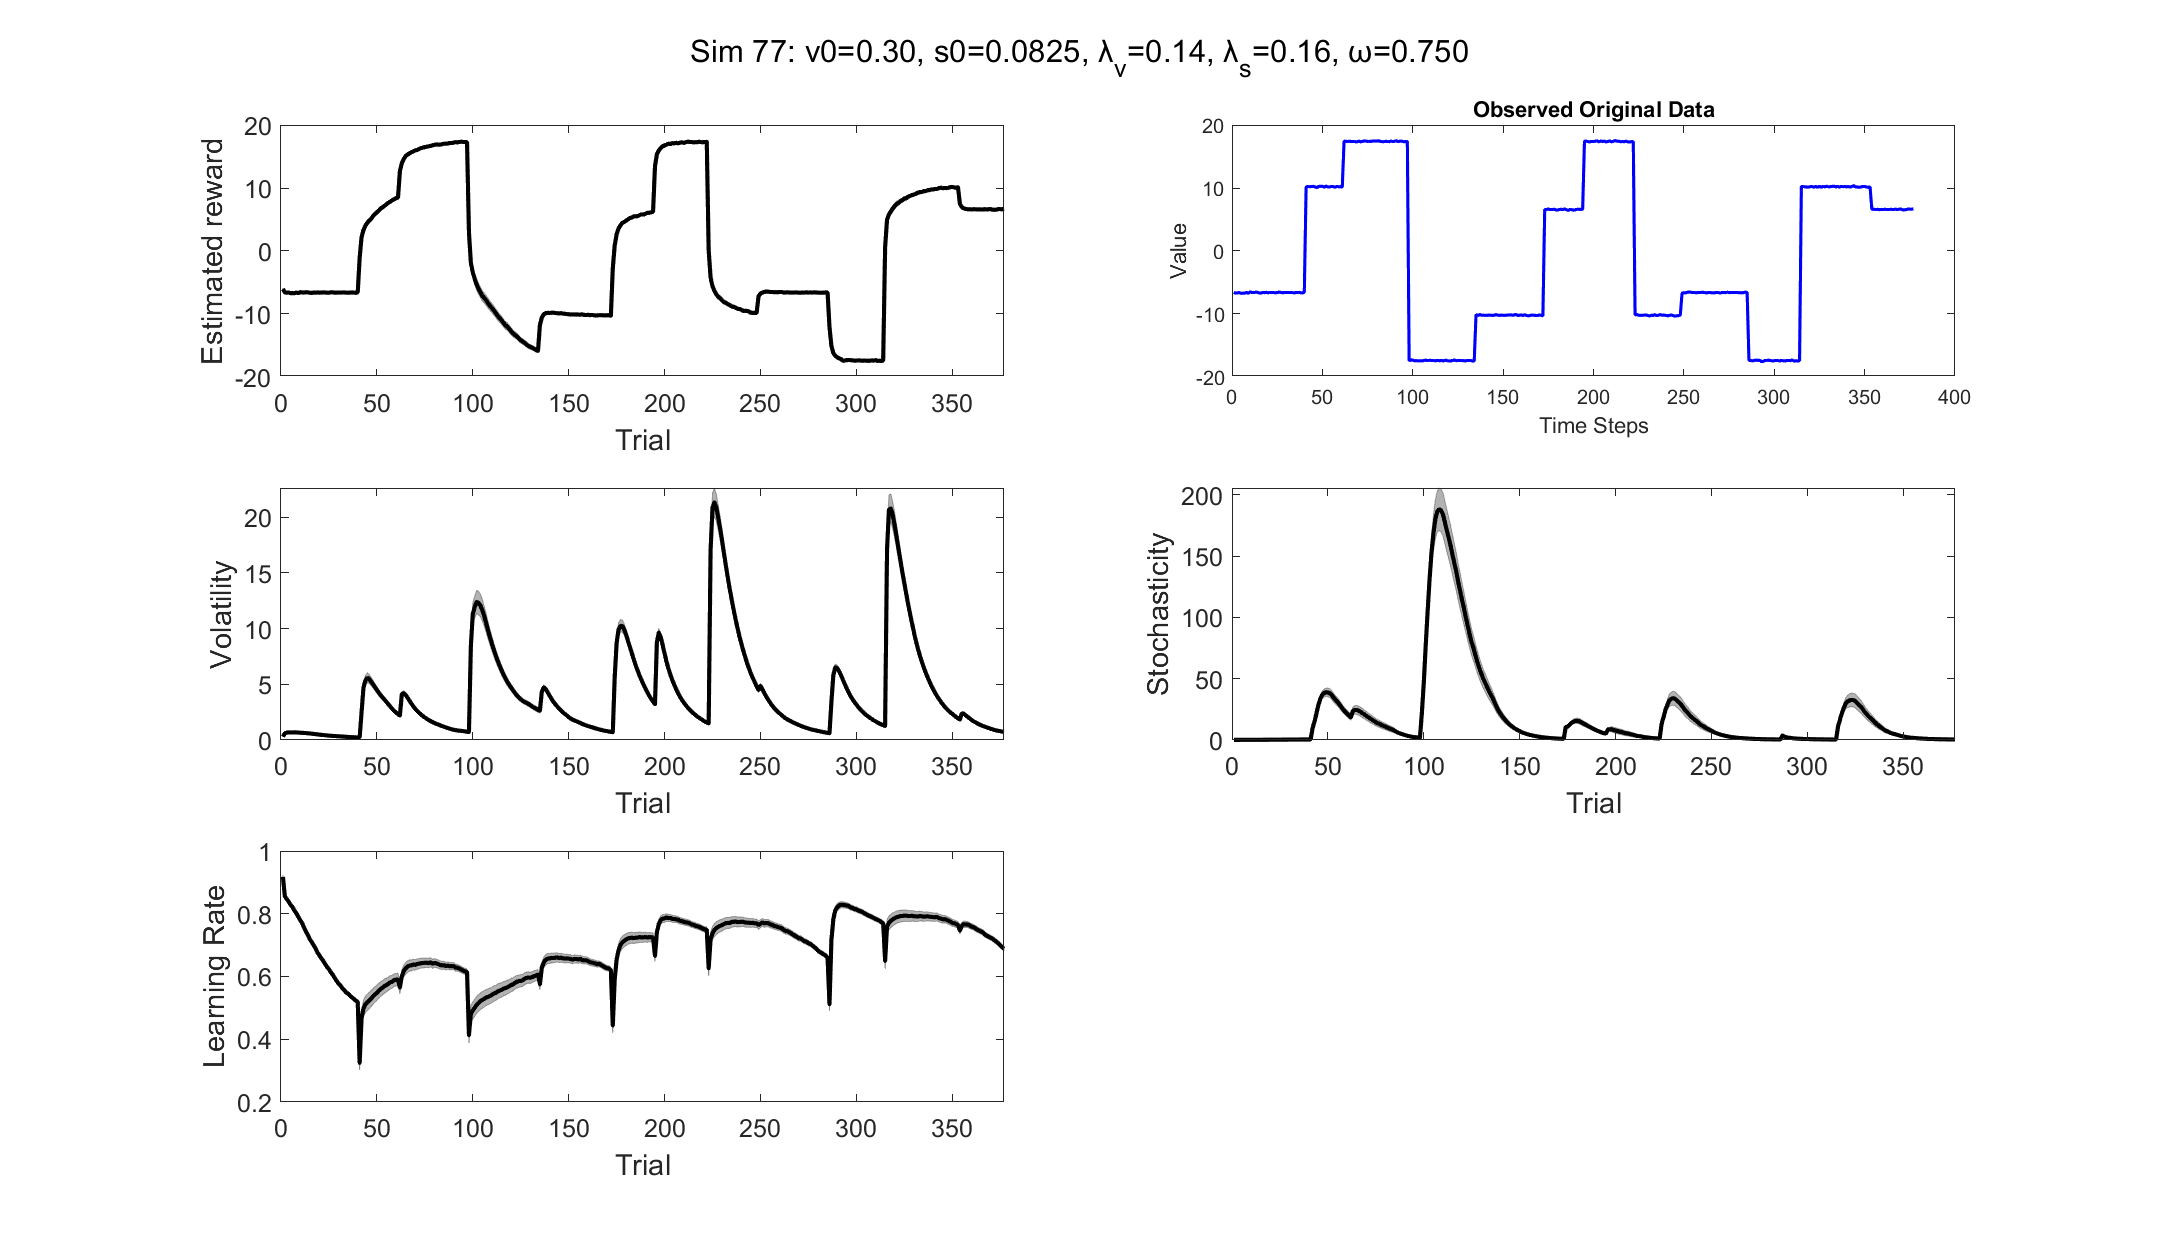 Sim 77: v0=0.30, s0=0.0825, λv=0.14, λs=0.16, ω=0.750
Estimated reward
20
10
0
-10
-20
0 50 100 150 200 250 300 350
Trial
Observed Original Data
Value
20
10
0
-10
-20
0 50 100 150 200 250 300 350 400
Time Steps
Volatility
20
15
10
5
0
0 50 100 150 200 250 300 350
Trial
Stochasticity
200
150
100
50
0
0 50 100 150 200 250 300 350
Trial
Learning Rate
1
0.8
0.6
0.4
0.2
0 50 100 150 200 250 300 350
Trial